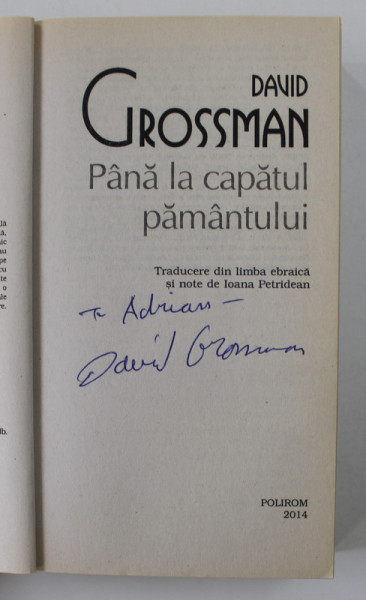 DAVID
GROSSMAN
Până la capătul
pământului
Traducere din limba ebraică
și note de Ioana Petridean
To Adrian –
David Grossman
POLIROM
2014